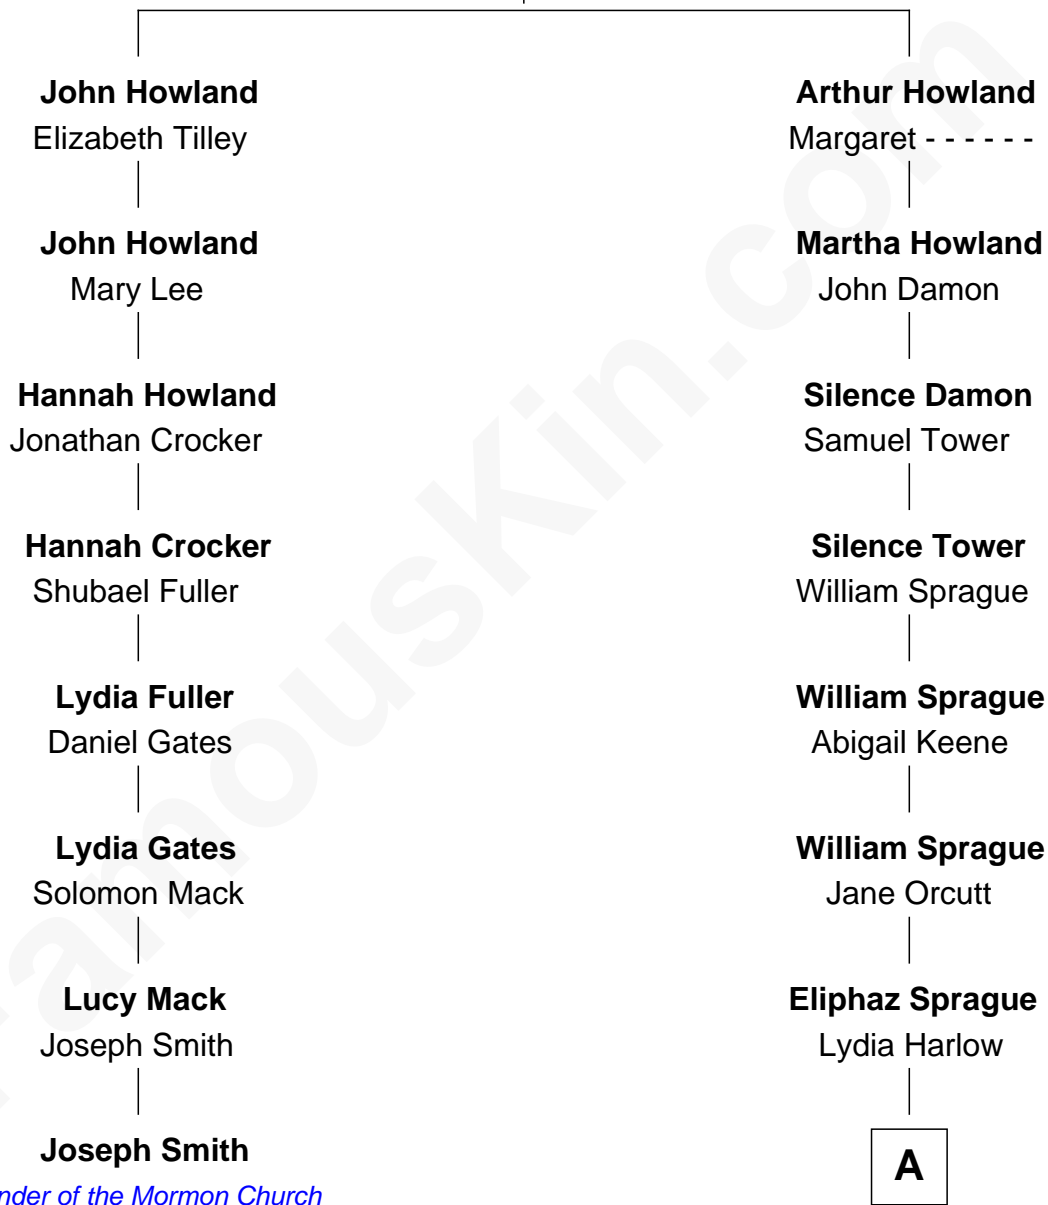 John Howland
Elizabeth Tilley
John Howland
Mary Lee
Hannah Howland
Jonathan Crocker
Hannah Crocker
Shubael Fuller
Lydia Fuller
Daniel Gates
Lydia Gates
Solomon Mack
Lucy Mack
Joseph Smith
Joseph Smith
nder of the Mormon Church
Arthur Howland
Margaret - - - - - -
Martha Howland
John Damon
Silence Damon
Samuel Tower
Silence Tower
William Sprague
William Sprague
Abigail Keene
William Sprague
Jane Orcutt
Eliphaz Sprague
Lydia Harlow
A
FamousKin.com